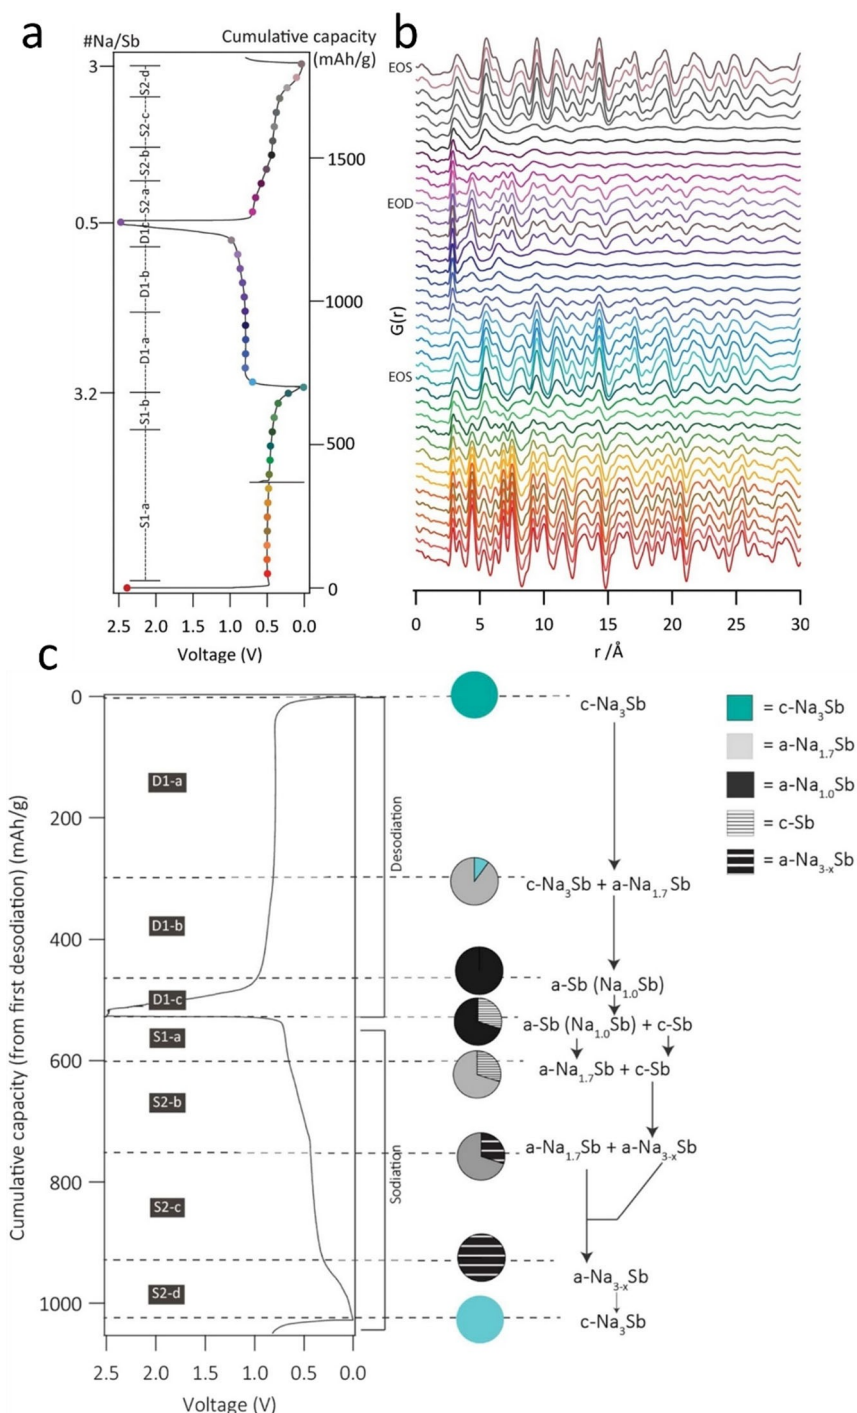 a
#Na/Sb
Cumulative capacity
(mAh/g)
3
S2-d
S2-c
1500
S2-b
S2-a
0.5
D1c
D1-b
1000
D1-a
3.2
S1-b
500
S1-a
0
2.5 2.0 1.5 1.0 0.5 0.0
Voltage (V)
b
EOS
EOD
G(r)
EOS
0 5 10 15 20 25 30
r /Å
c
0
200
400
600
800
1000
Cumulative capacity (from first desodiation) (mAh/g)
D1-a
D1-b
D1-c
S1-a
S2-b
S2-c
S2-d
2.5 2.0 1.5 1.0 0.5 0.0
Voltage (V)
Desodiation
Sodiation
c-Na3Sb
c-Na3Sb + a-Na1.7 Sb
a-Sb (Na1.0Sb)
a-Sb (Na1.0Sb) + c-Sb
a-Na1.7Sb + c-Sb
a-Na1.7Sb + a-Na3-xSb
a-Na3-xSb
c-Na3Sb
= c-Na3Sb
= a-Na1.7Sb
= a-Na1.0Sb
= c-Sb
= a-Na3-xSb